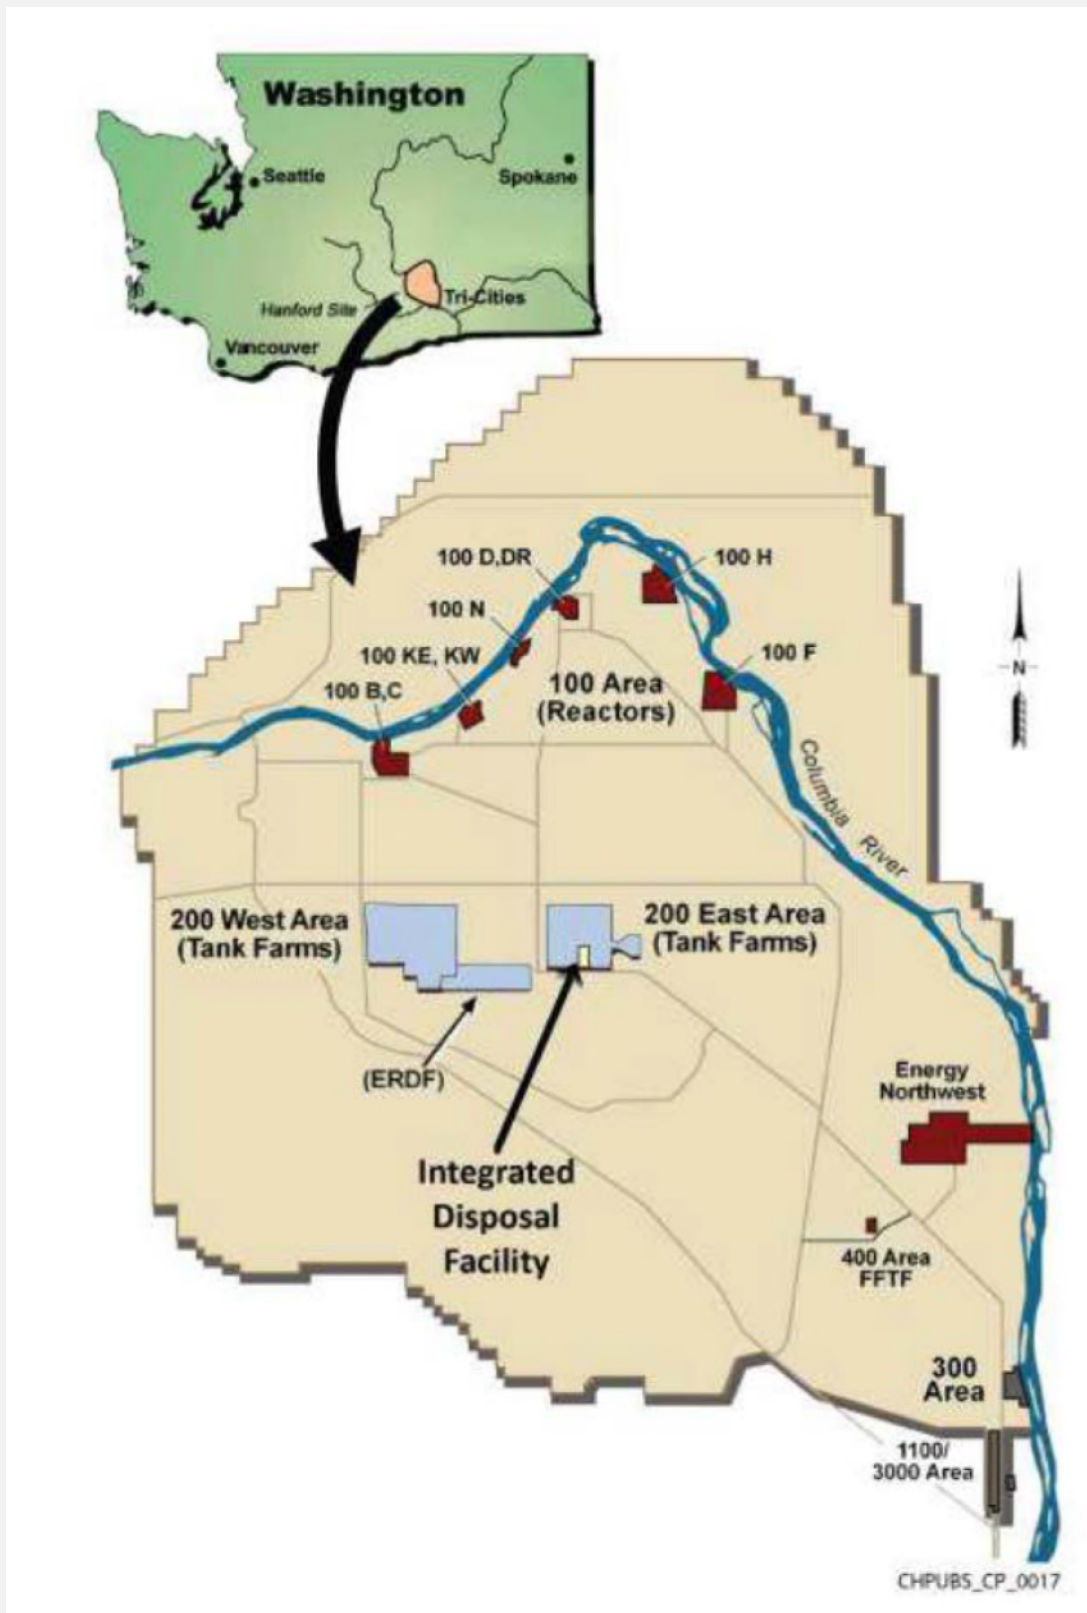 Washington
Seattle
Spokane
Hanford Site
Tri-Cities
Vancouver
100 D,DR
100 H
100 N
100 KE, KW
100 F
100 B,C
100 Area
(Reactors)
N
Columbia River
200 West Area
(Tank Farms)
200 East Area
(Tank Farms)
(ERDF)
Energy
Northwest
Integrated
Disposal
Facility
400 Area
FFTF
300
Area
1100/
3000 Area
CHPUBS_CP_0017